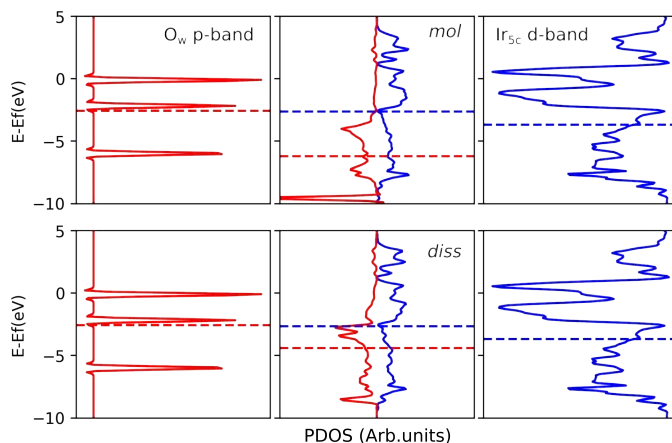 5
O_w p-band
mol
Ir_5c d-band
0
−5
−10
E-Ef(eV)
5
diss
0
−5
−10
E-Ef(eV)
PDOS (Arb.units)